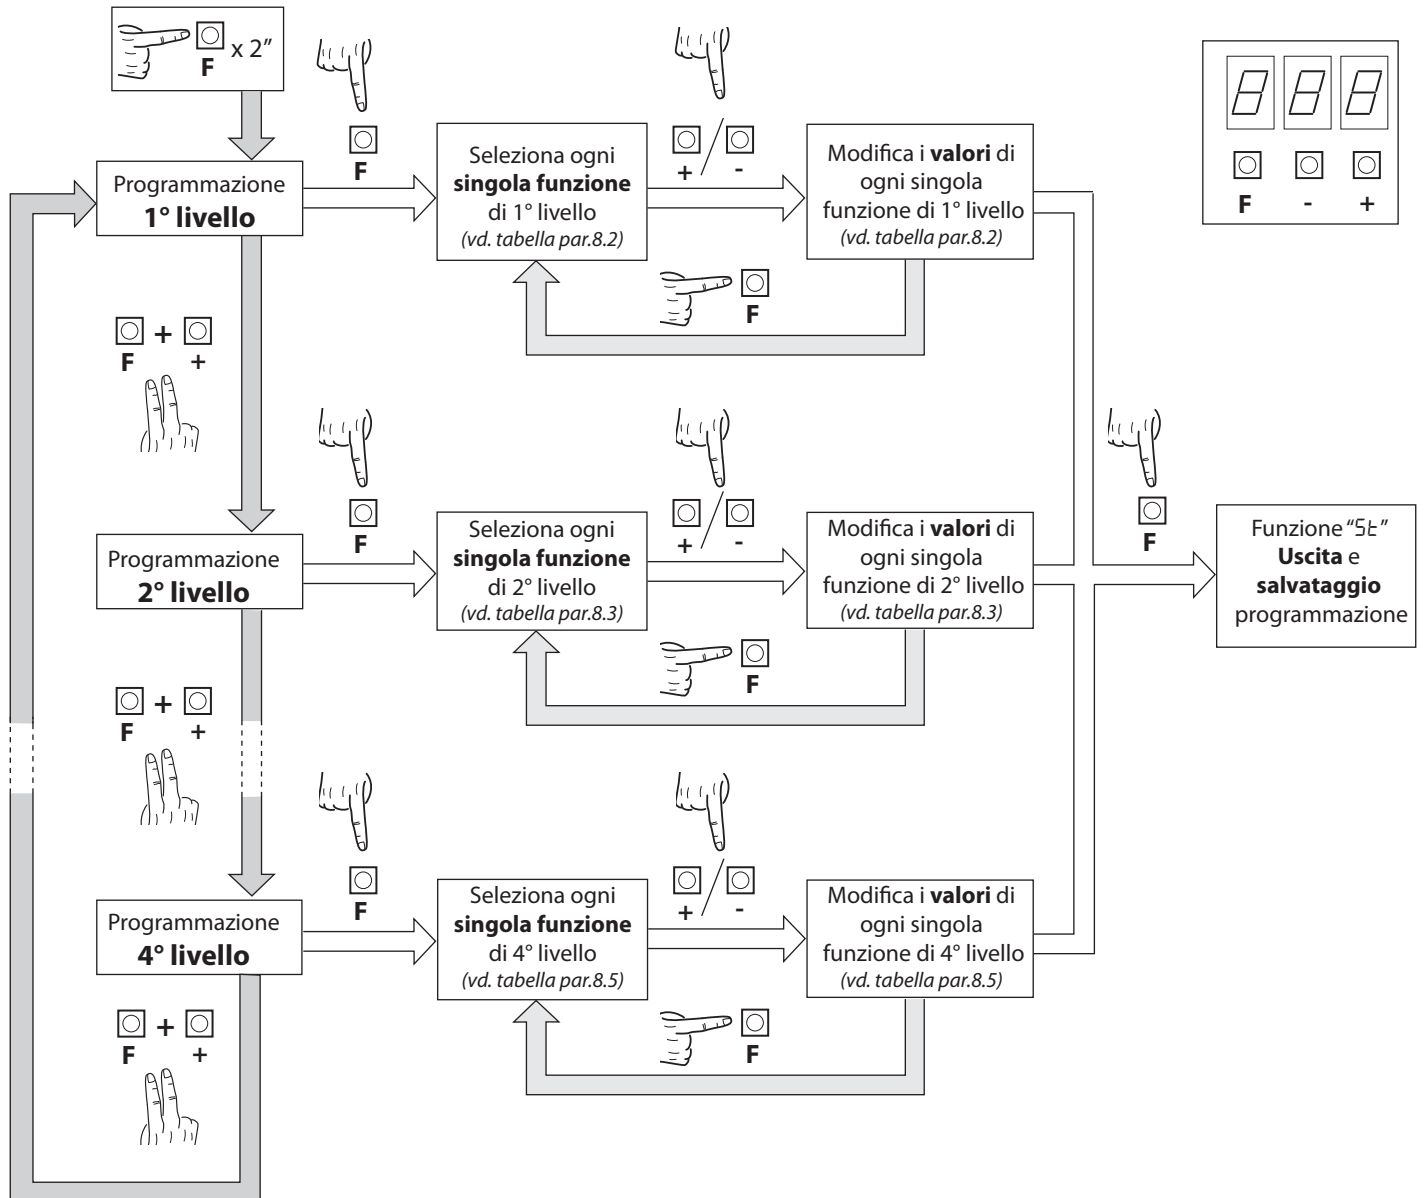 F x 2”
F
+ / -
F - +
Programmazione
1° livello
Seleziona ogni
singola funzione
di 1° livello
(vd. tabella par.8.2)
Modifica i valori di
ogni singola
funzione di 1° livello
(vd. tabella par.8.2)
F
F + +
F
+ / -
F
Programmazione
2° livello
Seleziona ogni
singola funzione
di 2° livello
(vd. tabella par.8.3)
Modifica i valori di
ogni singola
funzione di 2° livello
(vd. tabella par.8.3)
Funzione “St”
Uscita e
salvataggio
programmazione
F
F + +
F
+ / -
Programmazione
4° livello
Seleziona ogni
singola funzione
di 4° livello
(vd. tabella par.8.5)
Modifica i valori di
ogni singola
funzione di 4° livello
(vd. tabella par.8.5)
F
F + +